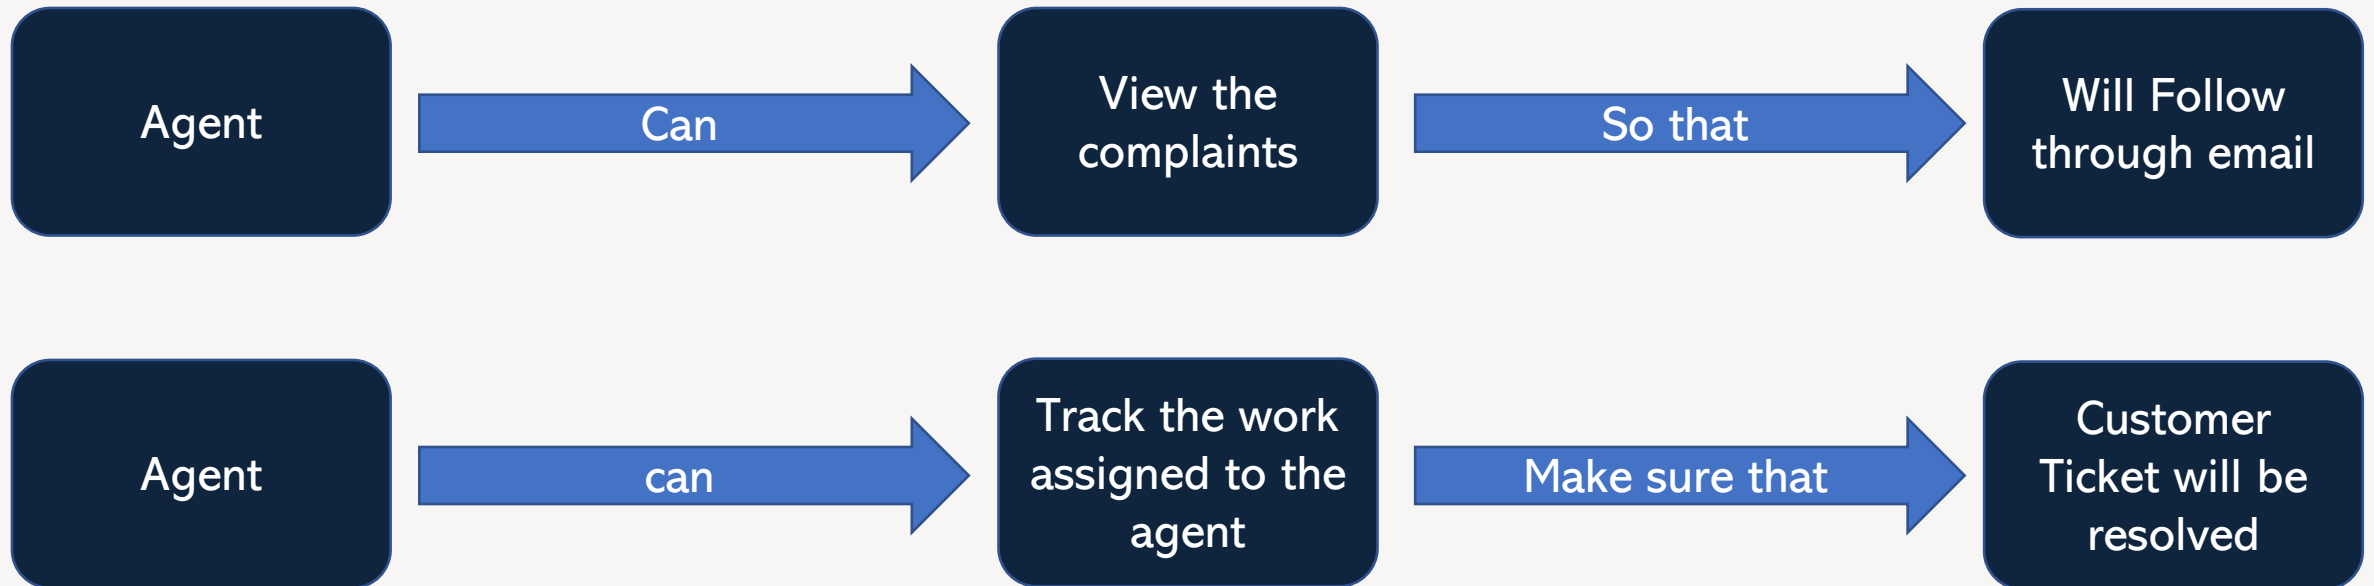 Agent
Can
View the
complaints
So that
Will Follow
through email
Agent
can
Track the work
assigned to the
agent
Make sure that
Customer
Ticket will be
resolved